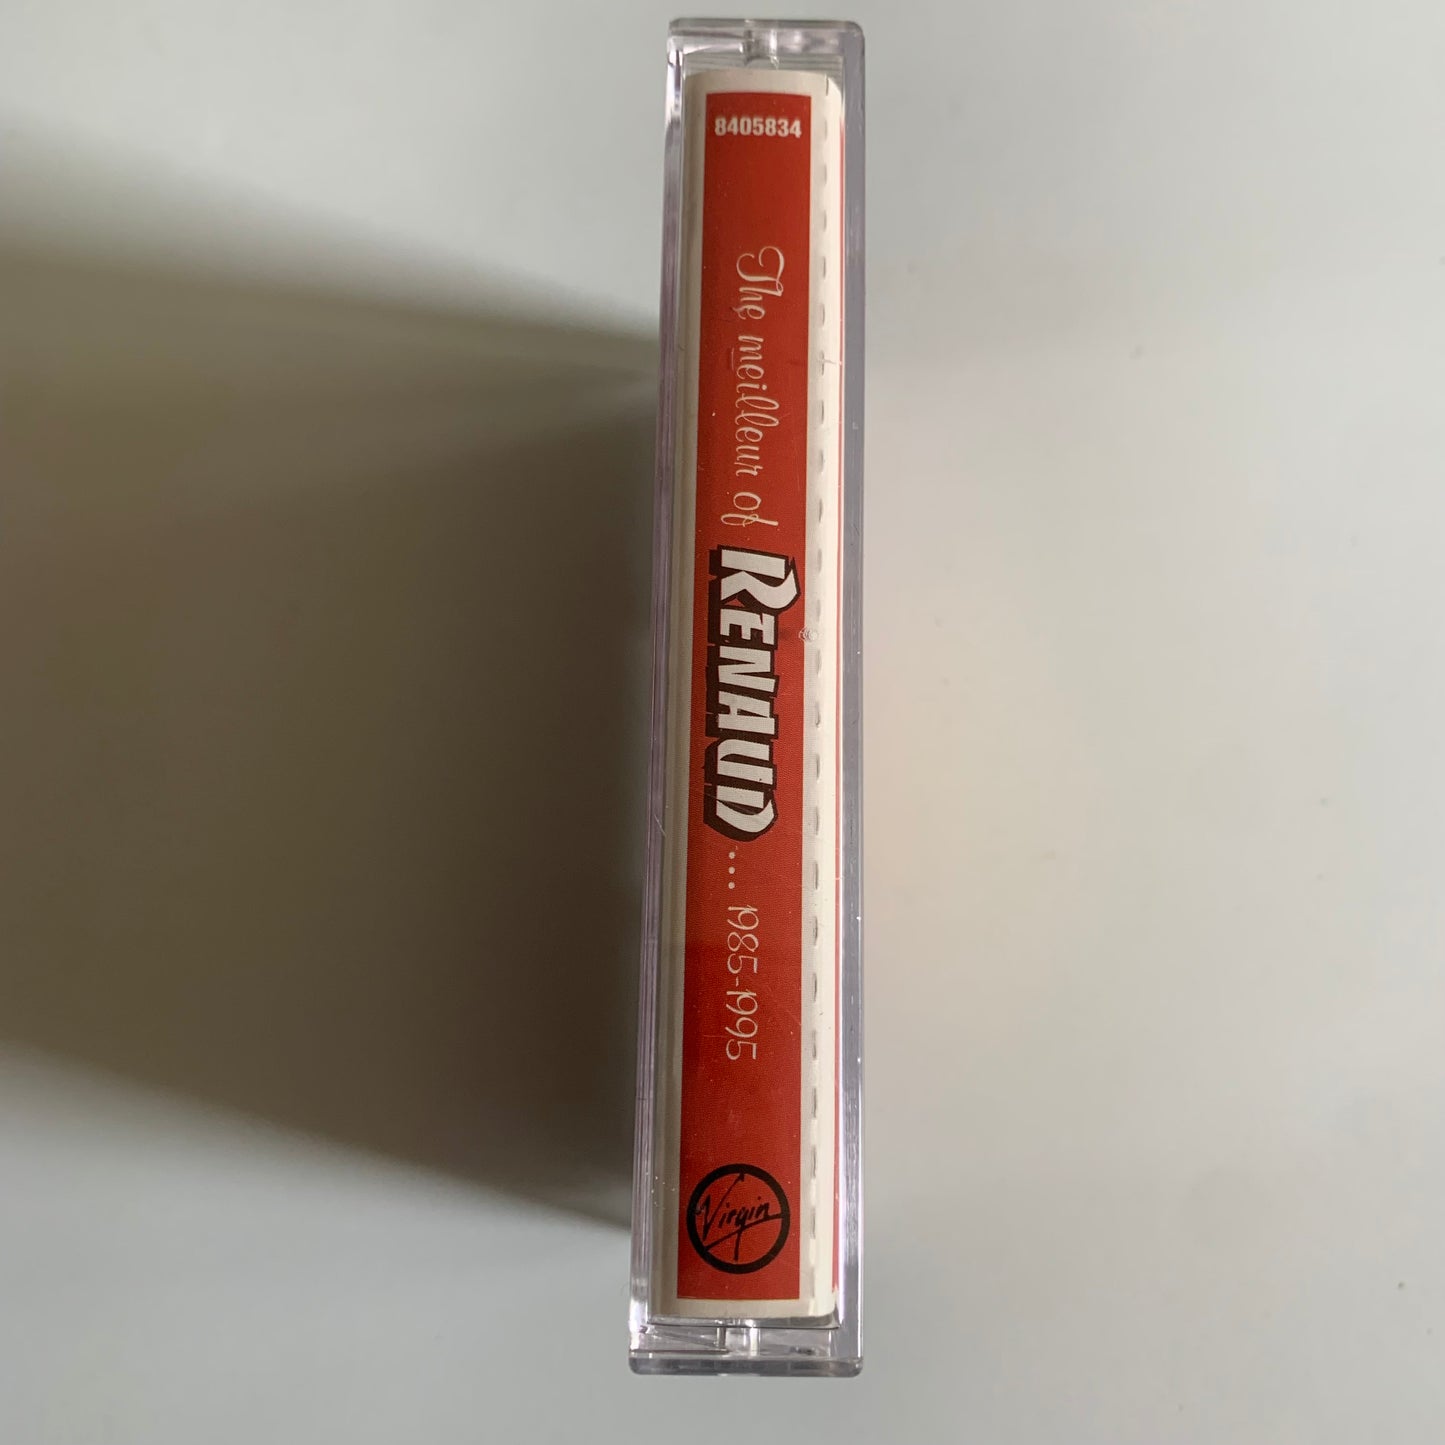 8405834
The meilleur of RENAUD .... 1985-1995
Virgin